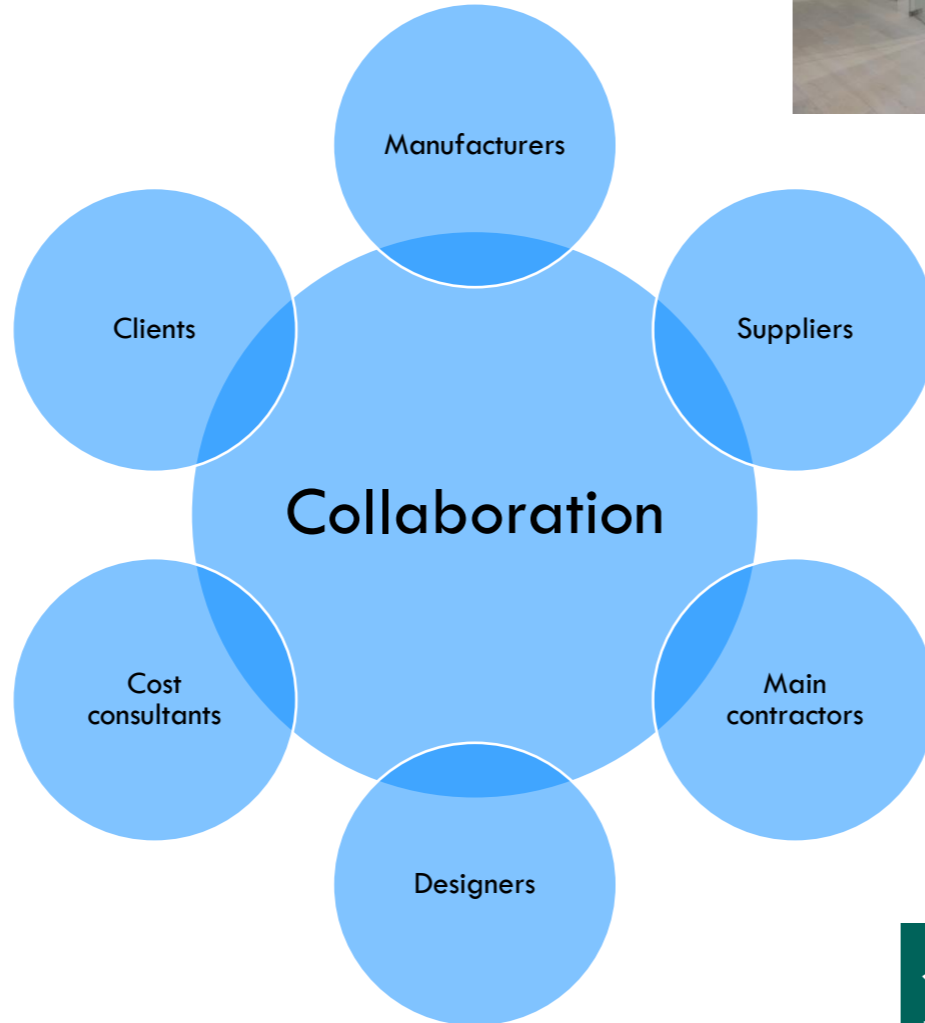 Manufacturers
Clients
Suppliers
Collaboration
Cost
consultants
Main
contractors
Designers